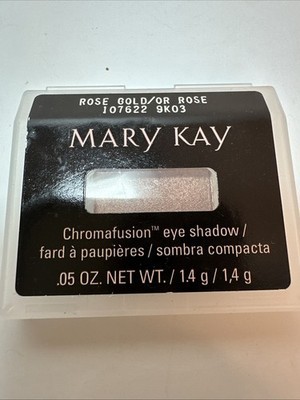 ROSE GOLD/OR ROSE
107622 9K03
MARY KAY
Chromafusion™ eye shadow /
fard à paupières / sombra compacta
.05 OZ. NET WT. / 1.4 g / 1,4 g